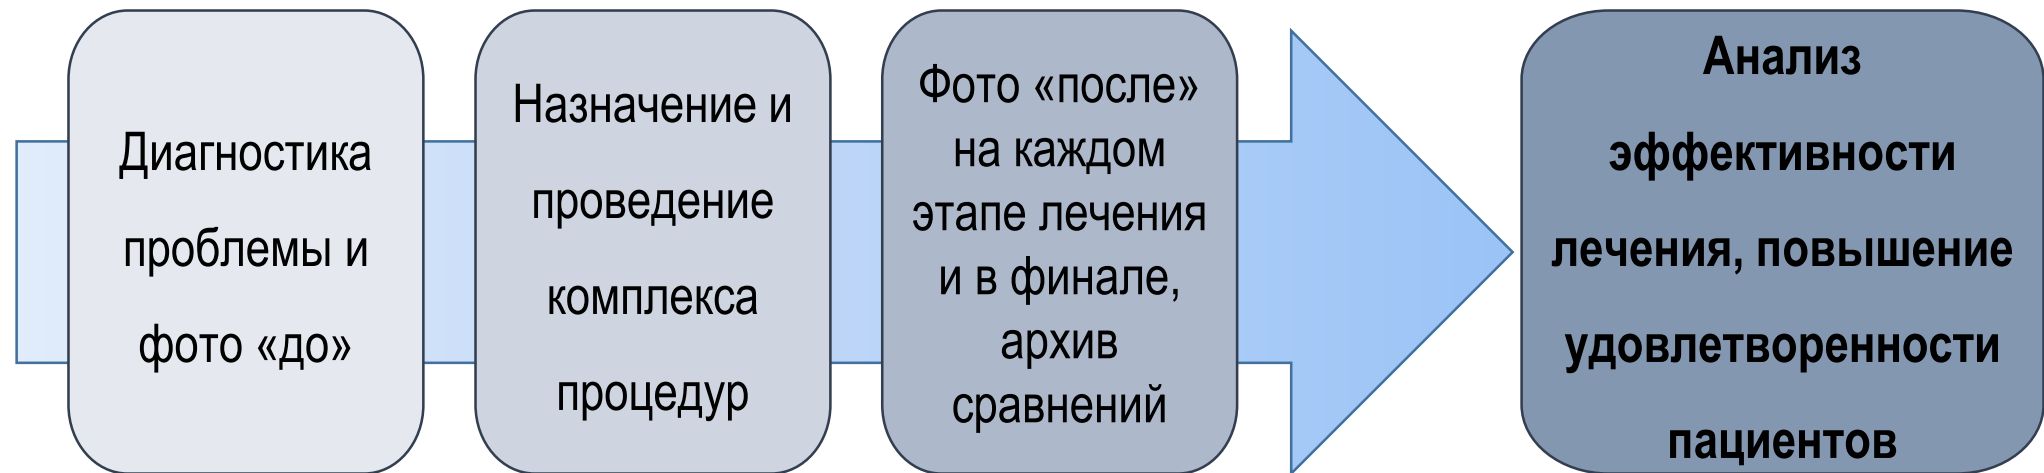 Диагностика
проблемы и
фото «до»
Назначение и
проведение
комплекса
процедур
Фото «после»
на каждом
этапе лечения
и в финале,
архив
сравнений
Анализ
эффективности
лечения, повышение
удовлетворенности
пациентов